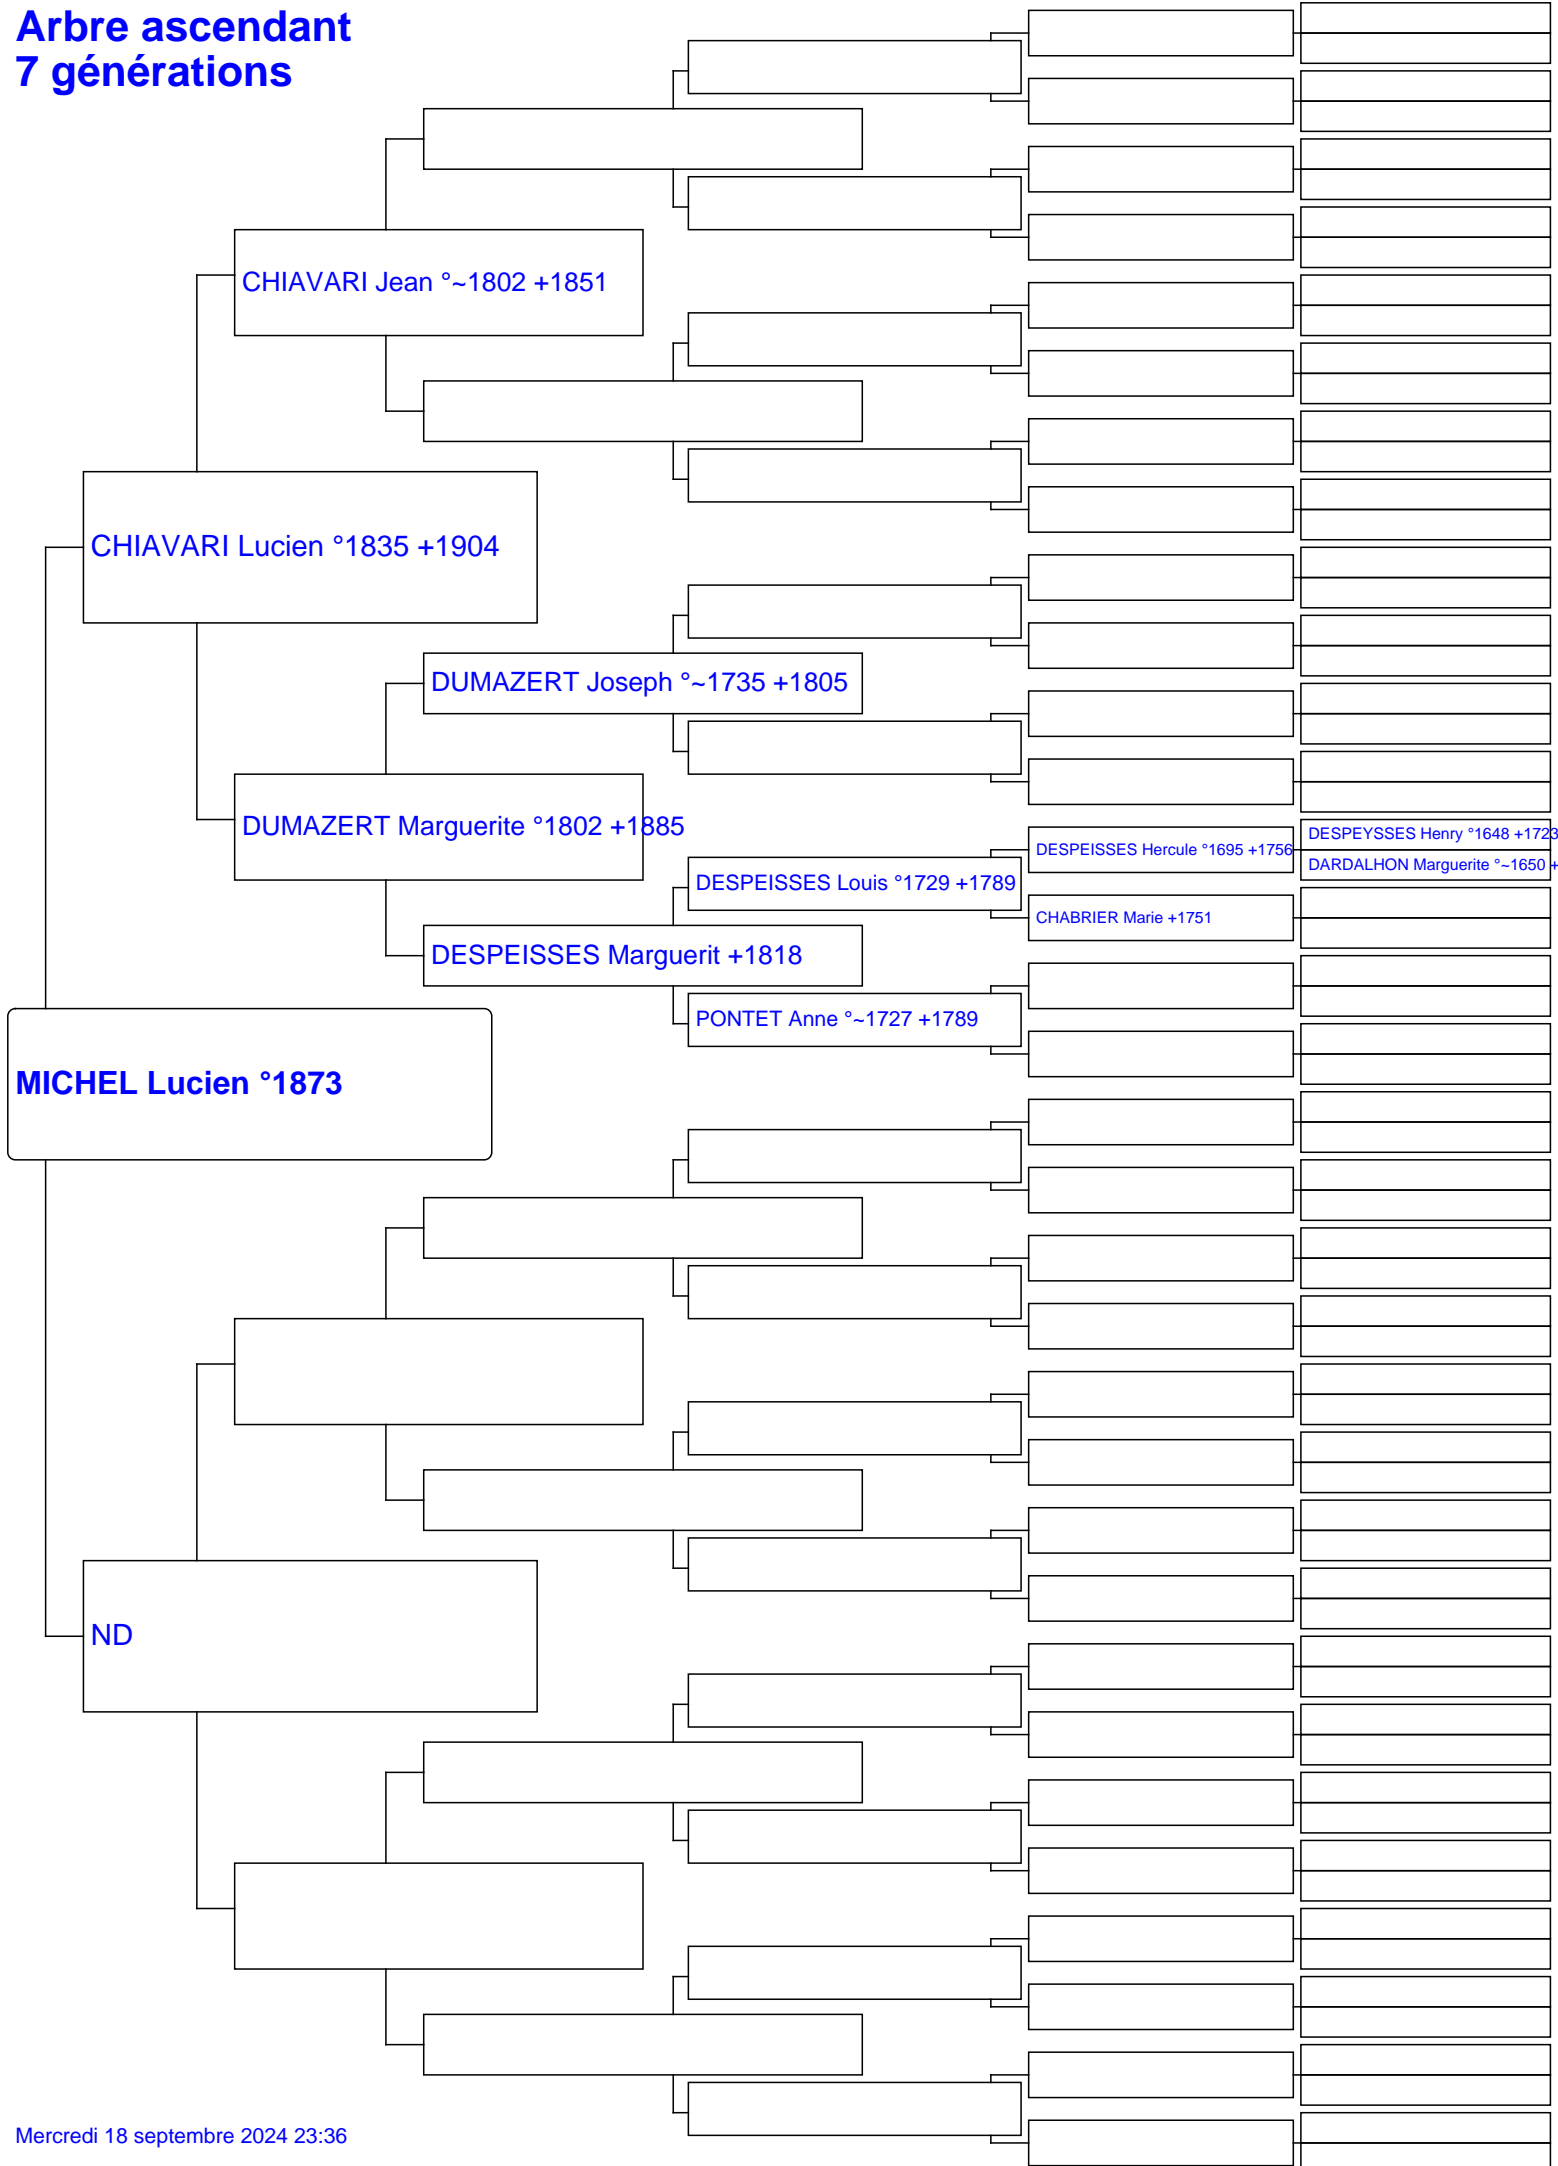 Arbre ascendant
7 générations
CHIAVARI Jean °~1802 +1851
CHIAVARI Lucien °1835 +1904
DUMAZERT Joseph °~1735 +1805
DUMAZERT Marguerite °1802 +1885
DESPEISSES Hercule °1695 +1756
DESPEYSSES Henry °1648 +1723
DARDALHON Marguerite °~1650 +
DESPEISSES Louis °1729 +1789
CHABRIER Marie +1751
DESPEISSES Marguerit +1818
PONTET Anne °~1727 +1789
MICHEL Lucien °1873
ND
Mercredi 18 septembre 2024 23:36